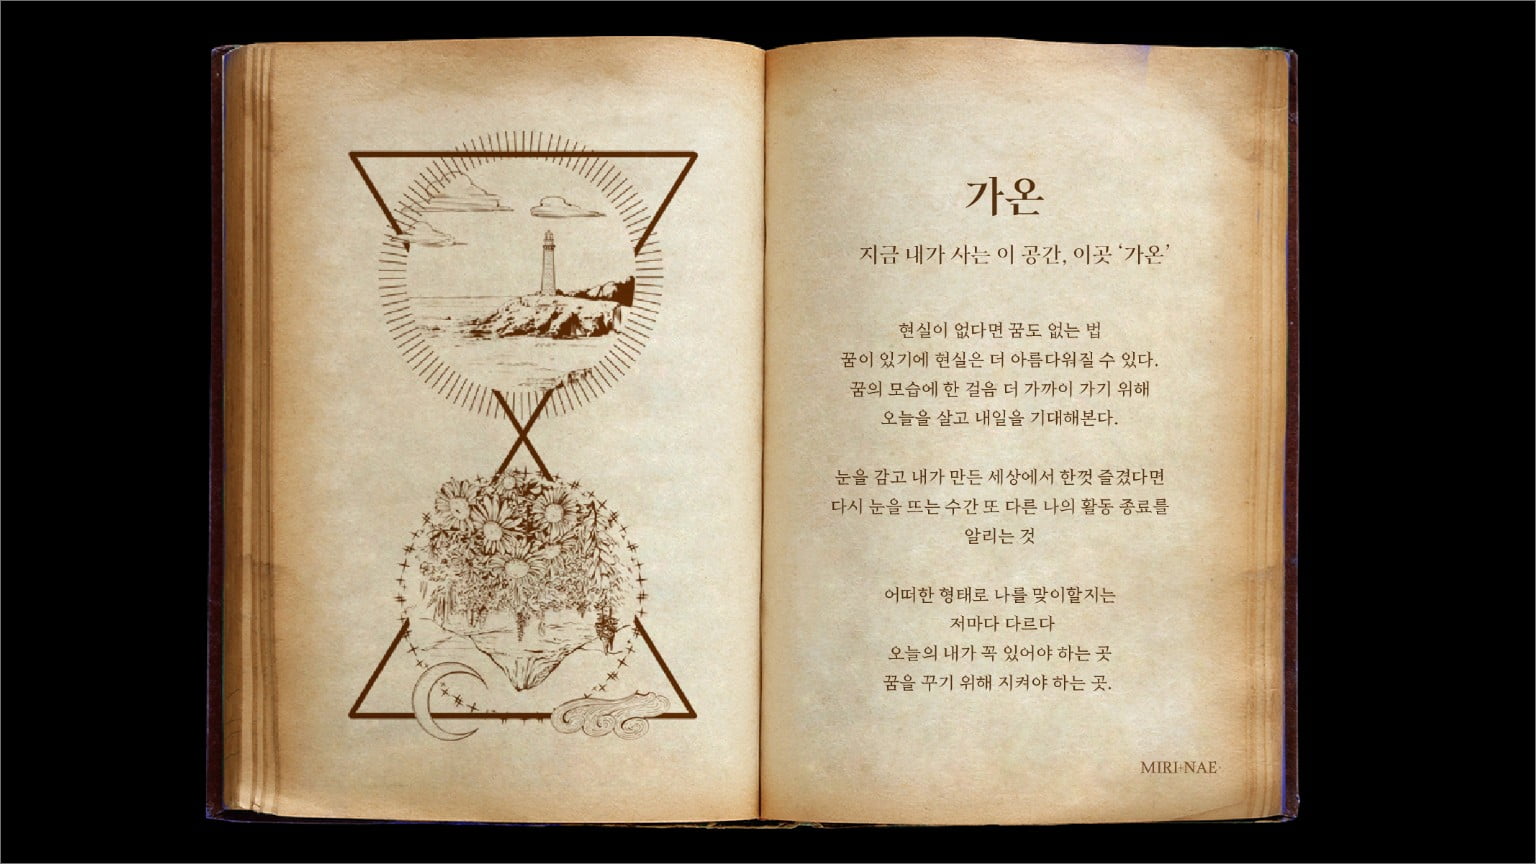 가온
지금 내가 사는 이 공간, 이곳 ‘가온’
현실이 없다면 꿈도 없는 법
꿈이 있기에 현실은 더 아름다워질 수 있다.
꿈의 모습에 한 걸음 더 가까이 가기 위해
오늘을 살고 내일을 기대해본다.
눈을 감고 내가 만든 세상에서 한껏 즐겼다면
다시 눈을 뜨는 수간 또 다른 나의 활동 종료를
알리는 것
어떠한 형태로 나를 맞이할지는
저마다 다르다
오늘의 내가 꼭 있어야 하는 곳
꿈을 꾸기 위해 지켜야 하는 곳.
MIRI+NAE